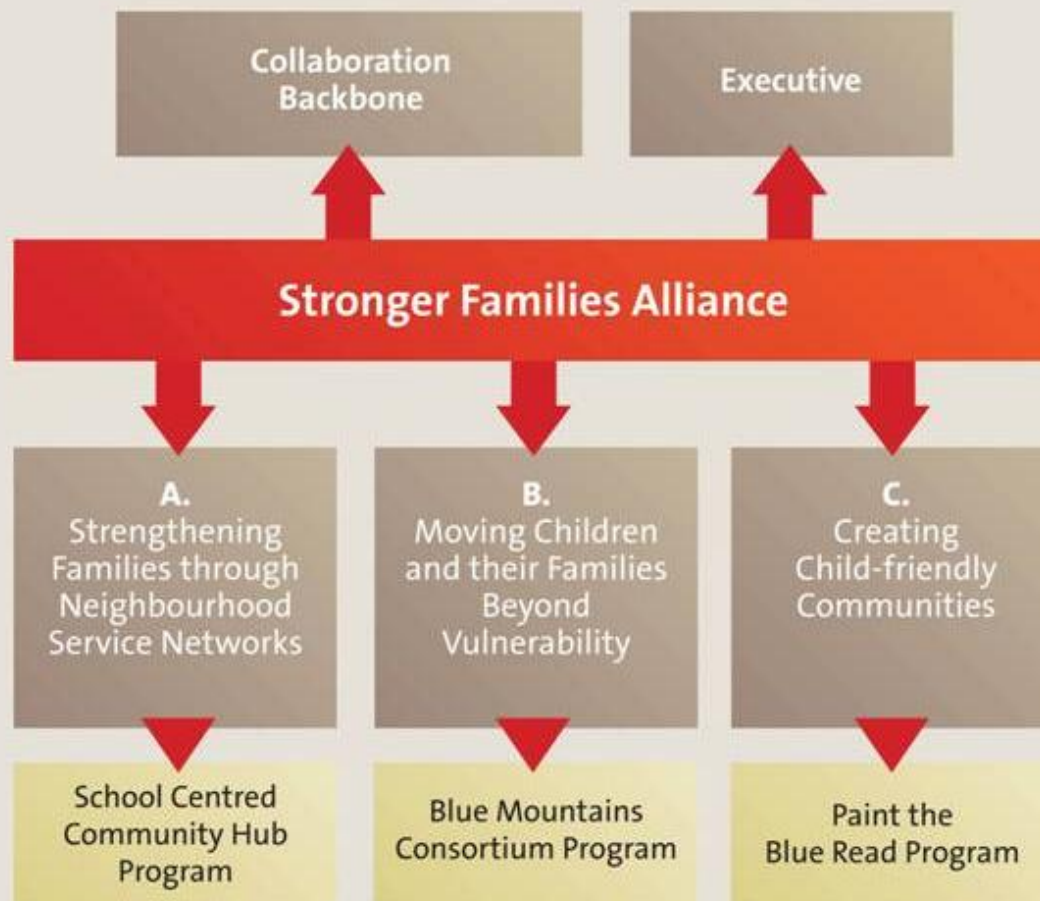 Collaboration
Backbone
Executive
Stronger Families Alliance
A.
Strengthening
Families through
Neighbourhood
Service Networks
B.
Moving Children
and their Families
Beyond
Vulnerability
C.
Creating
Child-friendly
Communities
School Centred
Community Hub
Program
Blue Mountains
Consortium Program
Paint the
Blue Read Program